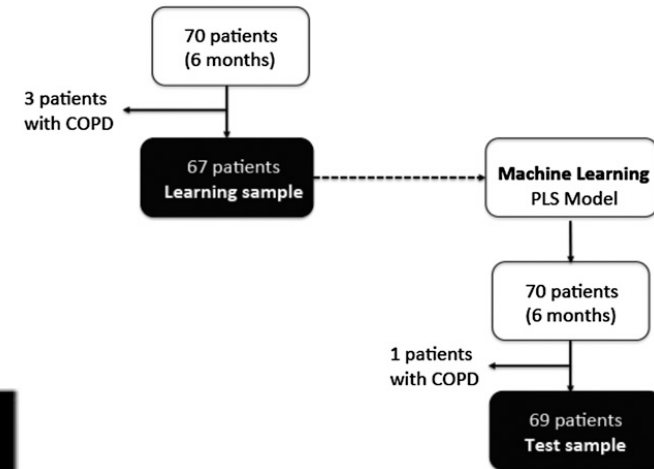 70 patients
(6 months)
3 patients
with COPD
67 patients
Learning sample
Machine Learning
PLS Model
70 patients
(6 months)
1 patients
with COPD
69 patients
Test sample